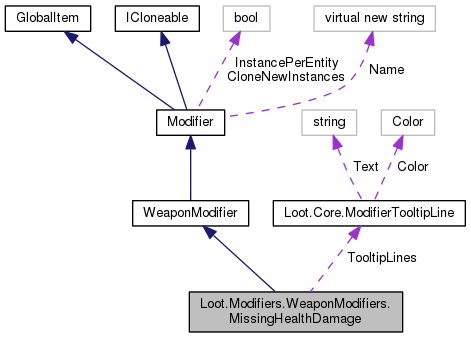 GlobalItem
ICloneable
bool
virtual new string
InstancePerEntity
CloneNewInstances
Name
Modifier
string
Color
Text
Color
WeaponModifier
Loot.Core.ModifierTooltipLine
TooltipLines
Loot.Modifiers.WeaponModifiers.
MissingHealthDamage